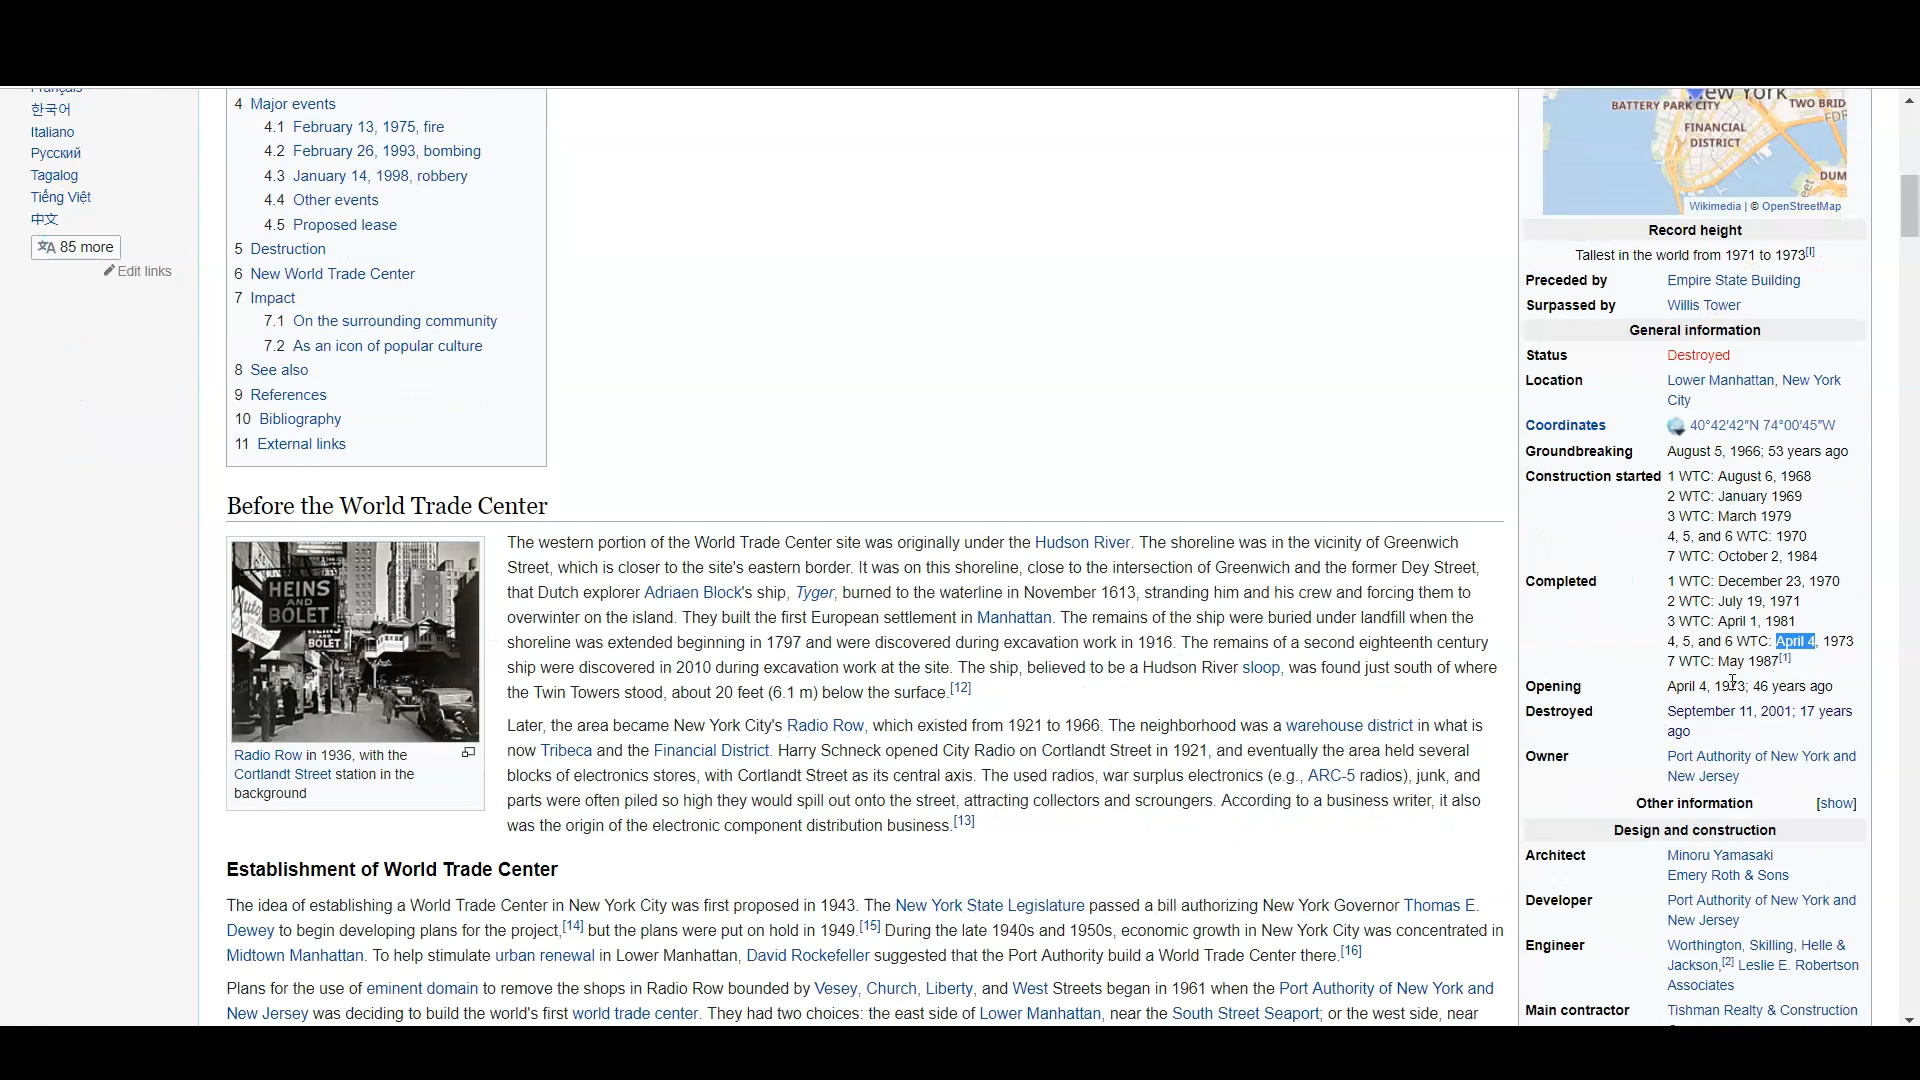 한국어
Italiano
Русский
Tagalog
Tiếng Việt
中文
85 more
Edit links
4 Major events
4.1 February 13, 1975, fire
4.2 February 26, 1993, bombing
4.3 January 14, 1998, robbery
4.4 Other events
4.5 Proposed lease
5 Destruction
6 New World Trade Center
7 Impact
7.1 On the surrounding community
7.2 As an icon of popular culture
8 See also
9 References
10 Bibliography
11 External links
Before the World Trade Center
HEINS
AND
BOLET
BOLET
Radio Row in 1936, with the
Cortlandt Street station in the
background
The western portion of the World Trade Center site was originally under the Hudson River. The shoreline was in the vicinity of Greenwich
Street, which is closer to the site's eastern border. It was on this shoreline, close to the intersection of Greenwich and the former Dey Street,
that Dutch explorer Adriaen Block's ship, Tyger, burned to the waterline in November 1613, stranding him and his crew and forcing them to
overwinter on the island. They built the first European settlement in Manhattan. The remains of the ship were buried under landfill when the
shoreline was extended beginning in 1797 and were discovered during excavation work in 1916. The remains of a second eighteenth century
ship were discovered in 2010 during excavation work at the site. The ship, believed to be a Hudson River sloop, was found just south of where
the Twin Towers stood, about 20 feet (6.1 m) below the surface.[12]
Later, the area became New York City's Radio Row, which existed from 1921 to 1966. The neighborhood was a warehouse district in what is
now Tribeca and the Financial District. Harry Schneck opened City Radio on Cortlandt Street in 1921, and eventually the area held several
blocks of electronics stores, with Cortlandt Street as its central axis. The used radios, war surplus electronics (e.g., ARC-5 radios), junk, and
parts were often piled so high they would spill out onto the street, attracting collectors and scroungers. According to a business writer, it also
was the origin of the electronic component distribution business.[13]
Establishment of World Trade Center
The idea of establishing a World Trade Center in New York City was first proposed in 1943. The New York State Legislature passed a bill authorizing New York Governor Thomas E.
Dewey to begin developing plans for the project,[14] but the plans were put on hold in 1949.[15] During the late 1940s and 1950s, economic growth in New York City was concentrated in
Midtown Manhattan. To help stimulate urban renewal in Lower Manhattan, David Rockefeller suggested that the Port Authority build a World Trade Center there.[16]
Plans for the use of eminent domain to remove the shops in Radio Row bounded by Vesey, Church, Liberty, and West Streets began in 1961 when the Port Authority of New York and
New Jersey was deciding to build the world's first world trade center. They had two choices: the east side of Lower Manhattan, near the South Street Seaport; or the west side, near
New York
BATTERY PARK CITY
TWO BRID
FDR
FINANCIAL
DISTRICT
DUM
Wikimedia | © OpenStreetMap
Record height
Tallest in the world from 1971 to 1973[I]
Preceded by Empire State Building
Surpassed by Willis Tower
General information
Status Destroyed
Location Lower Manhattan, New York
City
Coordinates 40°42′42″N 74°00′45″W
Groundbreaking August 5, 1966; 53 years ago
Construction started 1 WTC: August 6, 1968
2 WTC: January 1969
3 WTC: March 1979
4, 5, and 6 WTC: 1970
7 WTC: October 2, 1984
Completed 1 WTC: December 23, 1970
2 WTC: July 19, 1971
3 WTC: April 1, 1981
4, 5, and 6 WTC: April 4, 1973
7 WTC: May 1987[1]
Opening April 4, 1973; 46 years ago
Destroyed September 11, 2001; 17 years
ago
Owner Port Authority of New York and
New Jersey
Other information [show]
Design and construction
Architect Minoru Yamasaki
Emery Roth & Sons
Developer Port Authority of New York and
New Jersey
Engineer Worthington, Skilling, Helle &
Jackson,[2] Leslie E. Robertson
Associates
Main contractor Tishman Realty & Construction